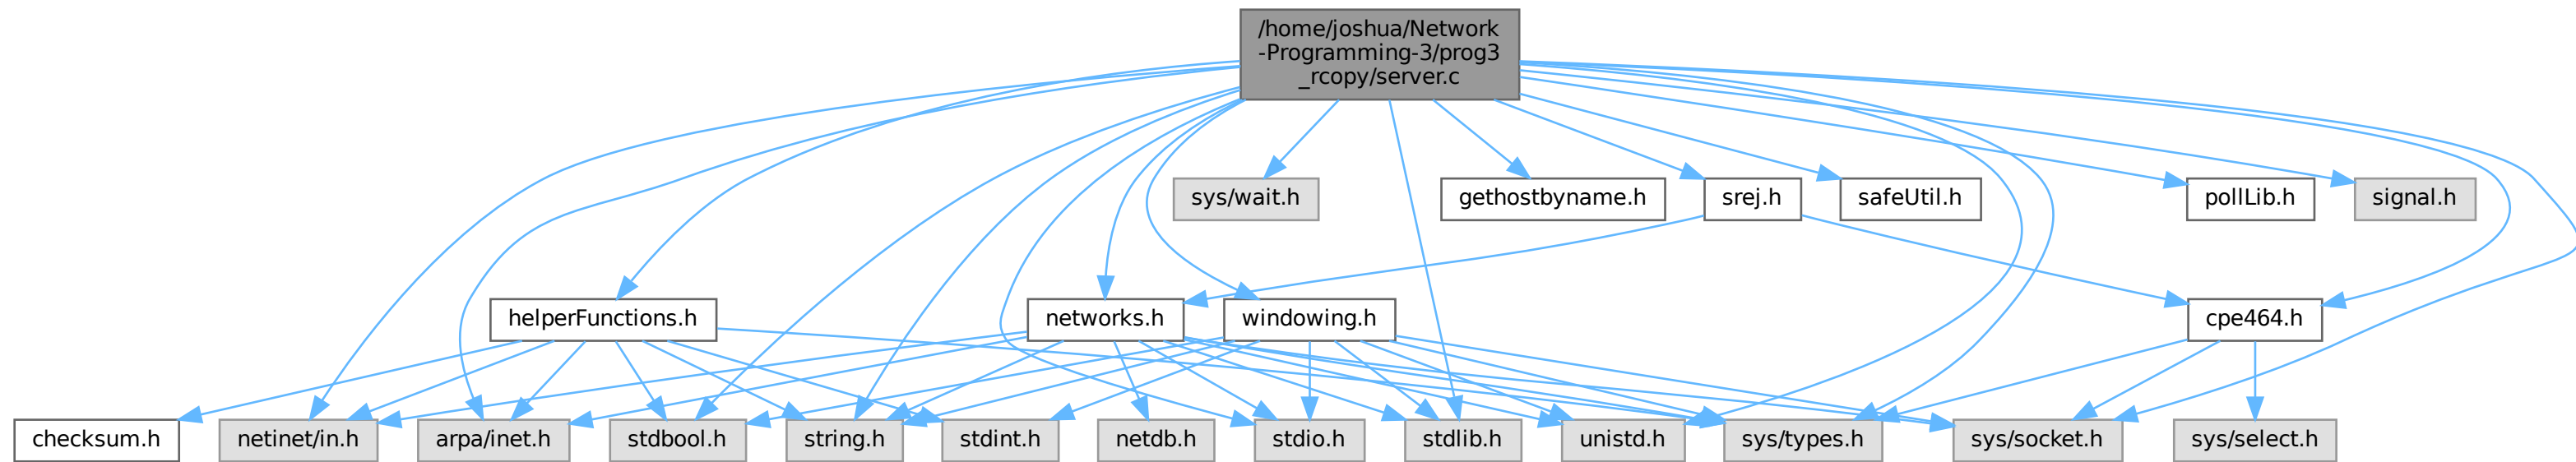 /home/joshua/Network
-Programming-3/prog3
_rcopy/server.c
sys/wait.h
gethostbyname.h
srej.h
safeUtil.h
pollLib.h
signal.h
helperFunctions.h
networks.h
windowing.h
cpe464.h
checksum.h
netinet/in.h
arpa/inet.h
stdbool.h
string.h
stdint.h
netdb.h
stdio.h
stdlib.h
unistd.h
sys/types.h
sys/socket.h
sys/select.h